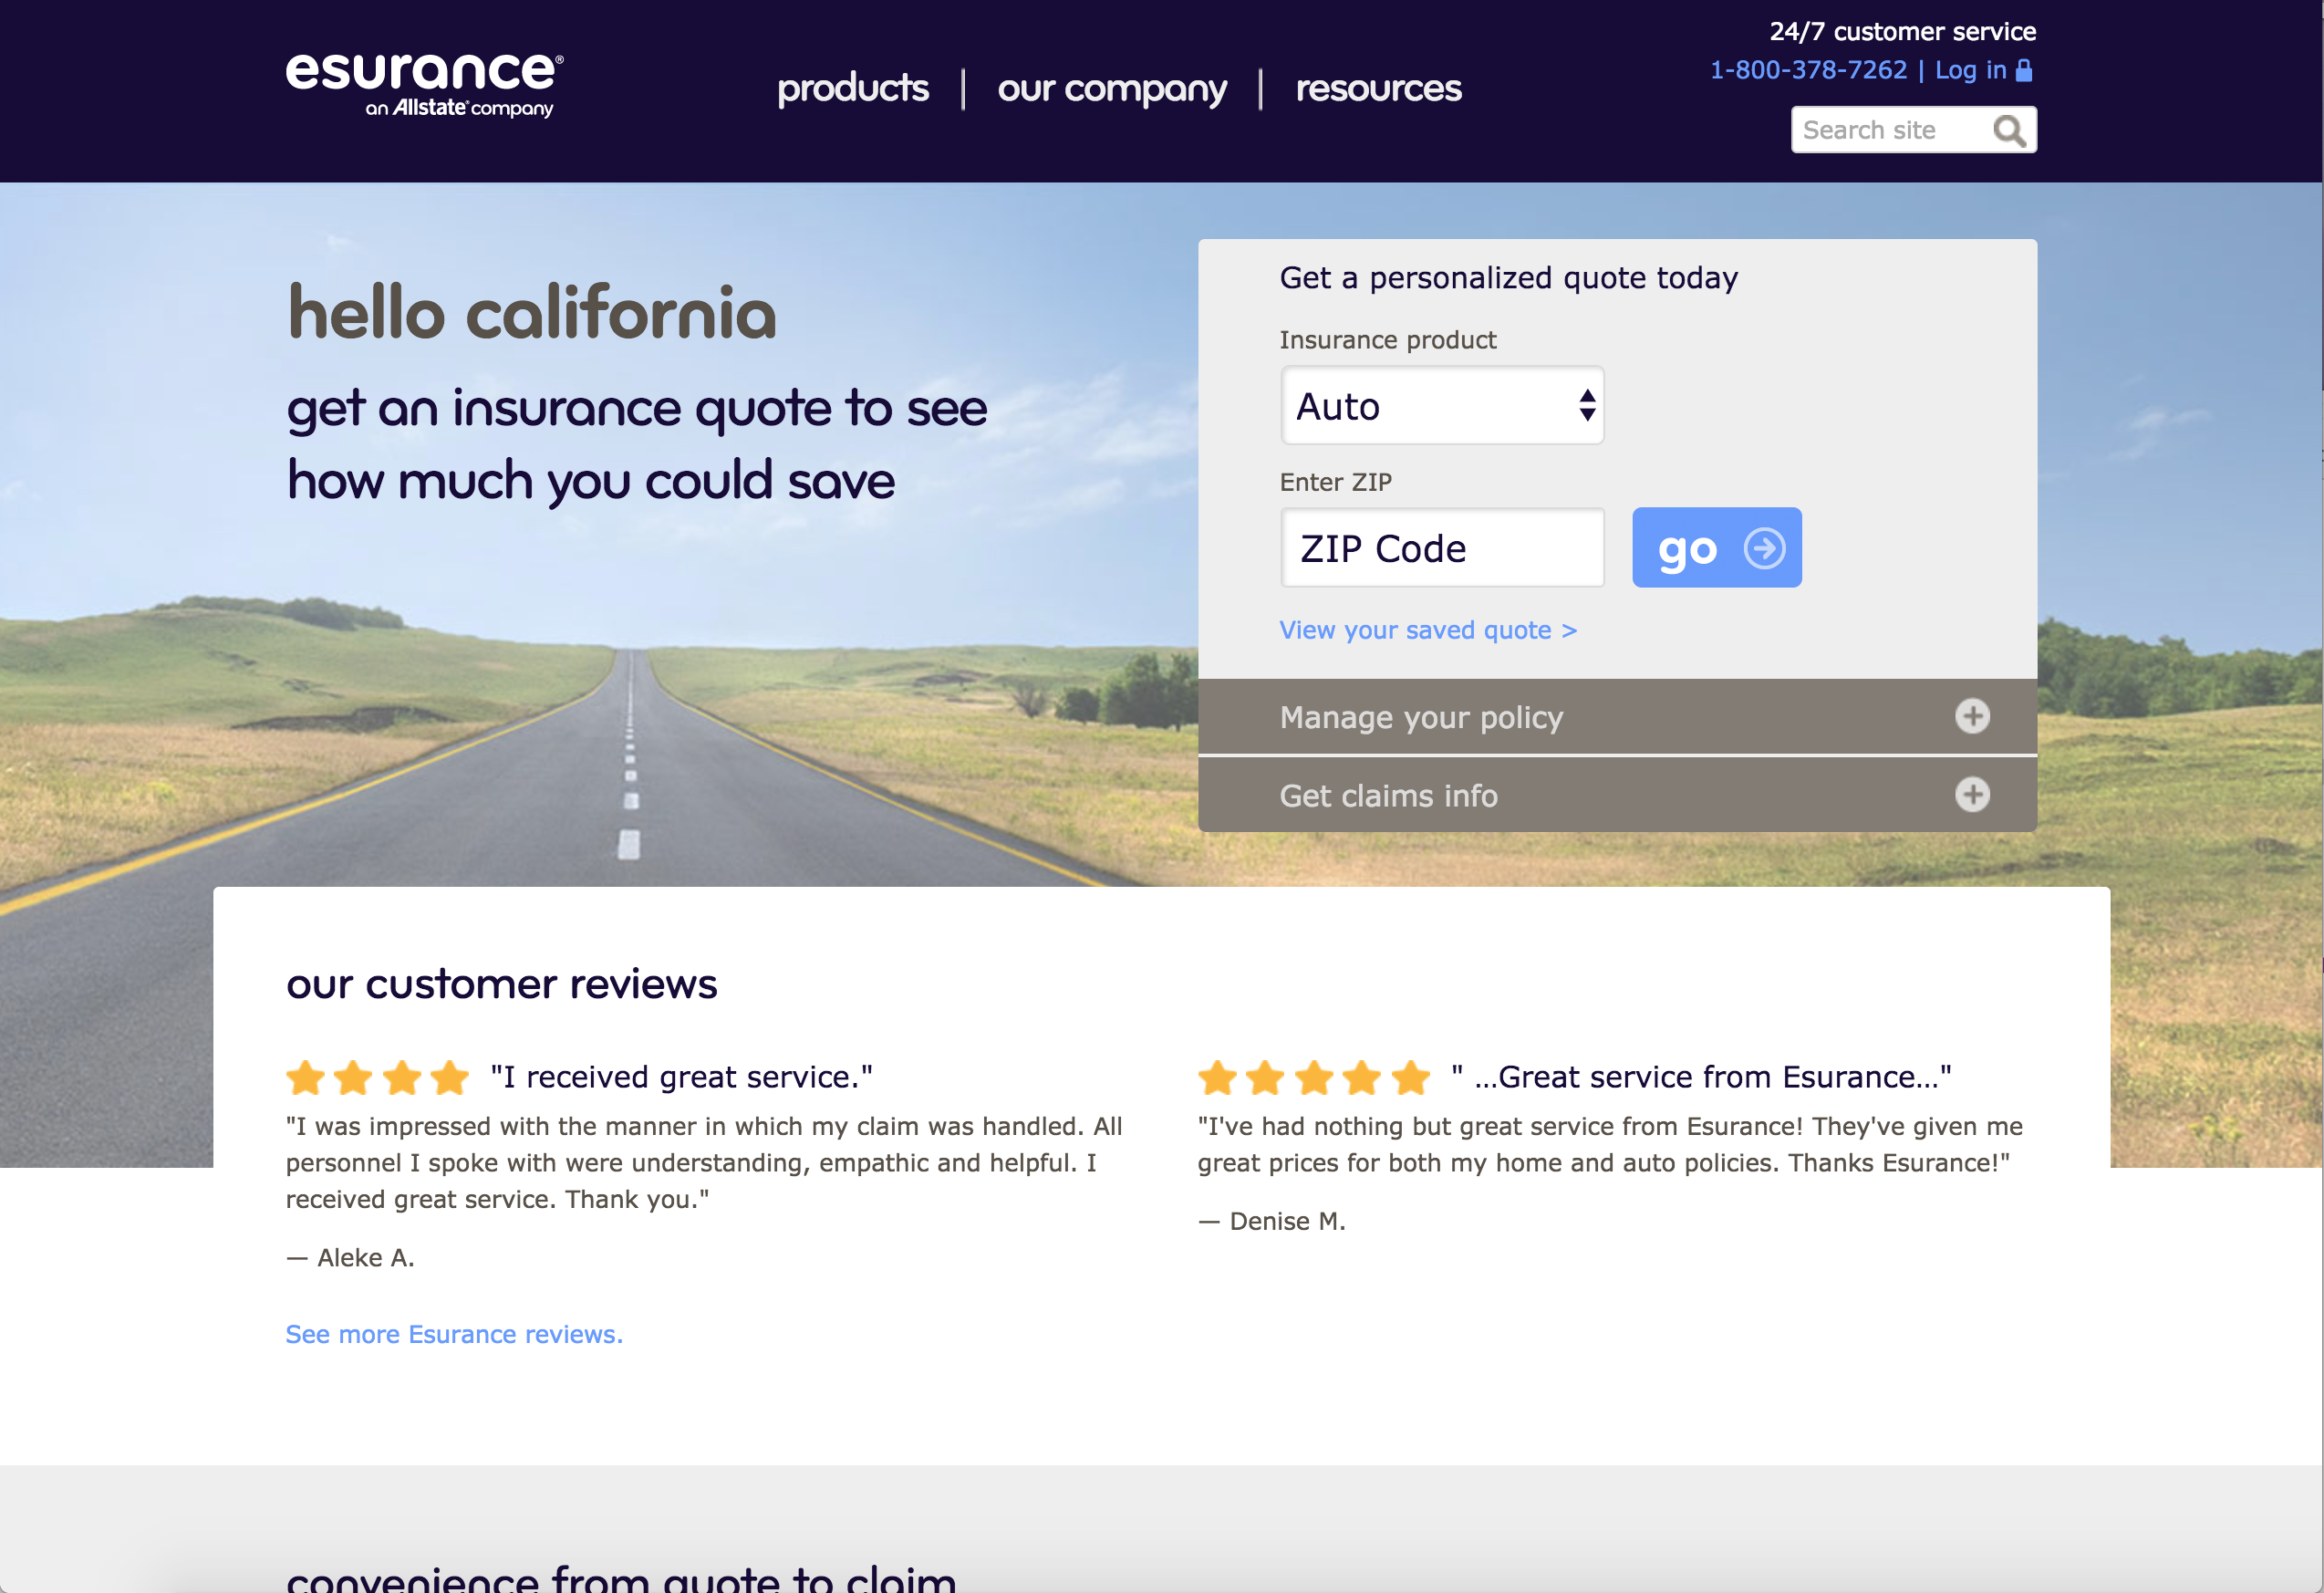 esurance®
an Allstate® company
products | our company | resources
24/7 customer service
1-800-378-7262 | Log in
Search site
hello california
get an insurance quote to see
how much you could save
Get a personalized quote today
Insurance product
Auto
Enter ZIP
ZIP Code
go
View your saved quote >
Manage your policy
Get claims info
our customer reviews
"I received great service."
"I was impressed with the manner in which my claim was handled. All
personnel I spoke with were understanding, empathic and helpful. I
received great service. Thank you."
— Aleke A.
" ...Great service from Esurance..."
"I've had nothing but great service from Esurance! They've given me
great prices for both my home and auto policies. Thanks Esurance!"
— Denise M.
See more Esurance reviews.
convenience from quote to claim